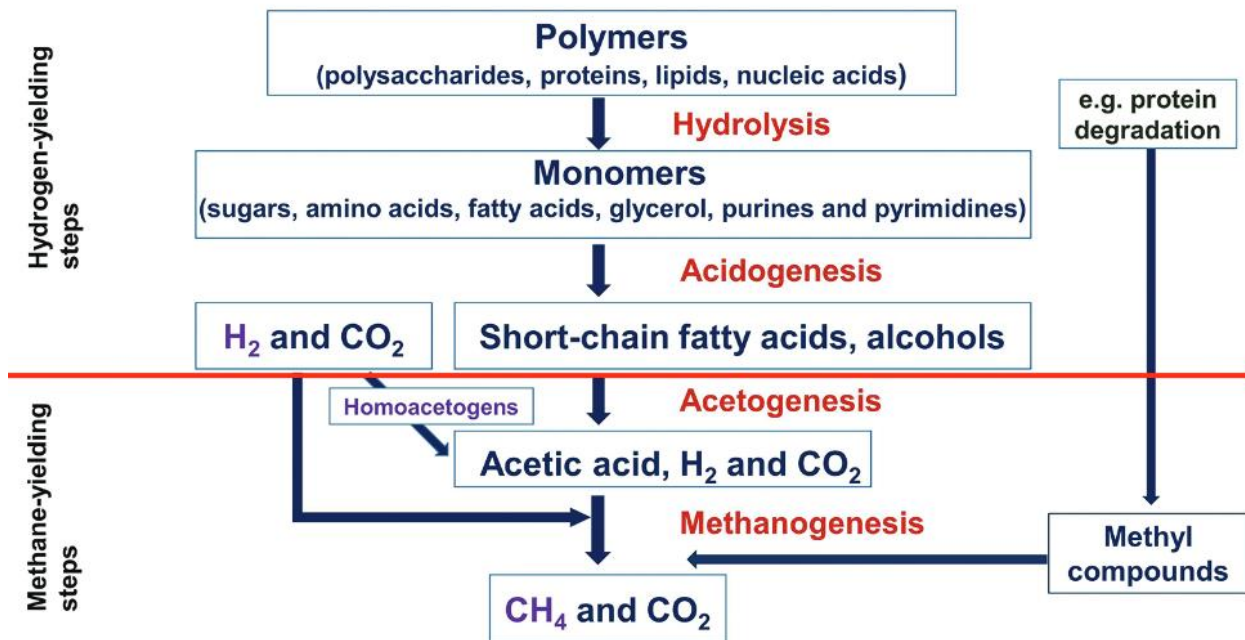 Polymers
(polysaccharides, proteins, lipids, nucleic acids)
e.g. protein
degradation
Hydrolysis
Monomers
(sugars, amino acids, fatty acids, glycerol, purines and pyrimidines)
Hydrogen-yielding
steps
Acidogenesis
H₂ and CO₂
Short-chain fatty acids, alcohols
Acetogenesis
Homoacetogens
Acetic acid, H₂ and CO₂
Methanogenesis
Methyl
compounds
Methane-yielding
steps
CH₄ and CO₂